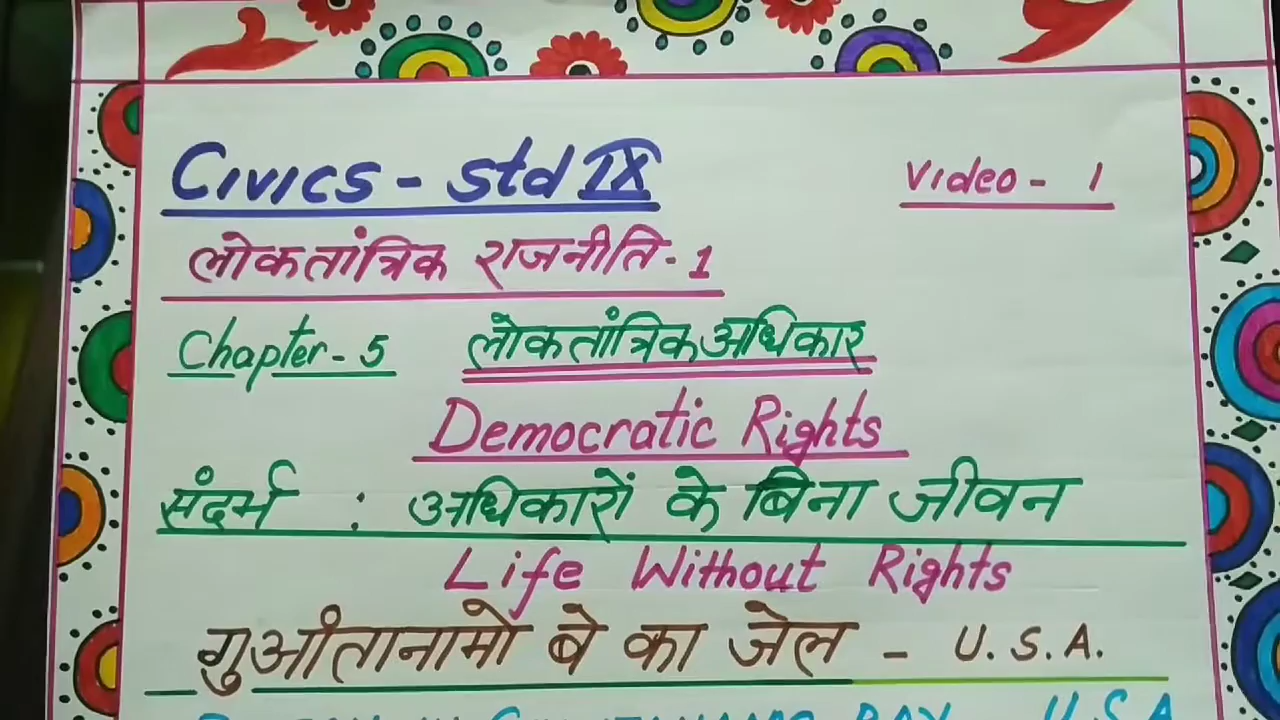 Civics - Std IX
Video - 1
लोकतांत्रिक राजनीति - 1
Chapter - 5 लोकतांत्रिक अधिकार
Democratic Rights
संदर्भ : अधिकारों के बिना जीवन
Life Without Rights
गुआंतानामो बे का जेल - U.S.A.
BAY U.S.A